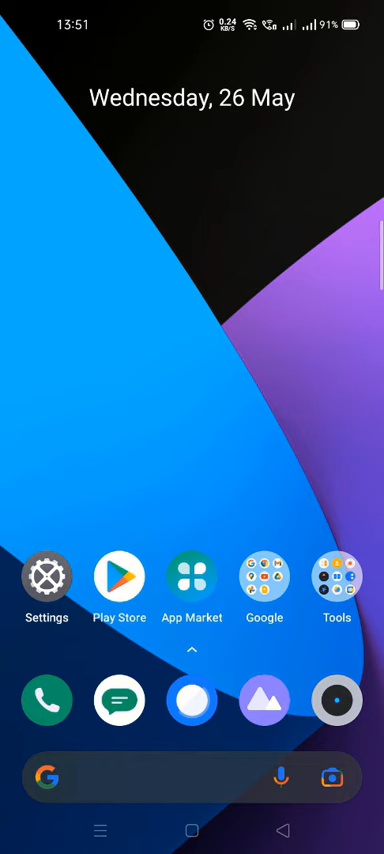 13:51
0.24
KB/S
91%
Wednesday, 26 May
Settings
Play Store
App Market
Google
Tools